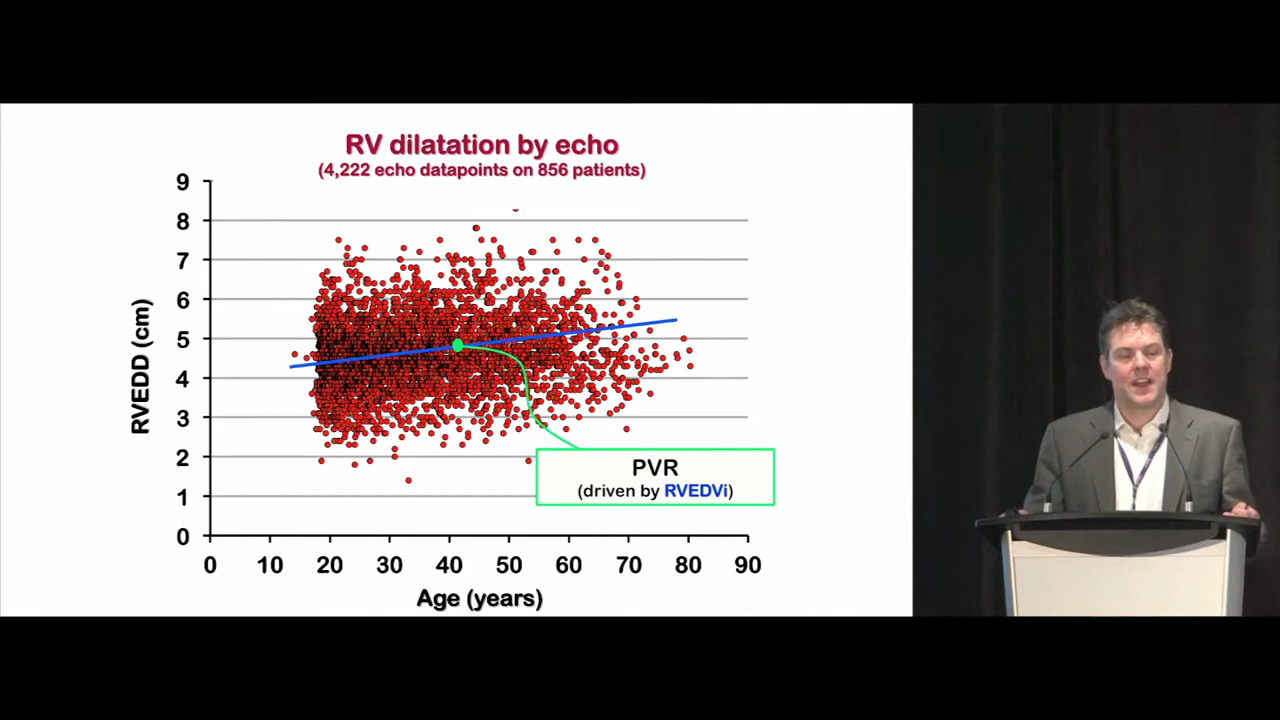 RV dilatation by echo
(4,222 echo datapoints on 856 patients)
9
8
7
6
5
4
3
2
1
0
RVEDD (cm)
PVR
(driven by RVEDVi)
0 10 20 30 40 50 60 70 80 90
Age (years)